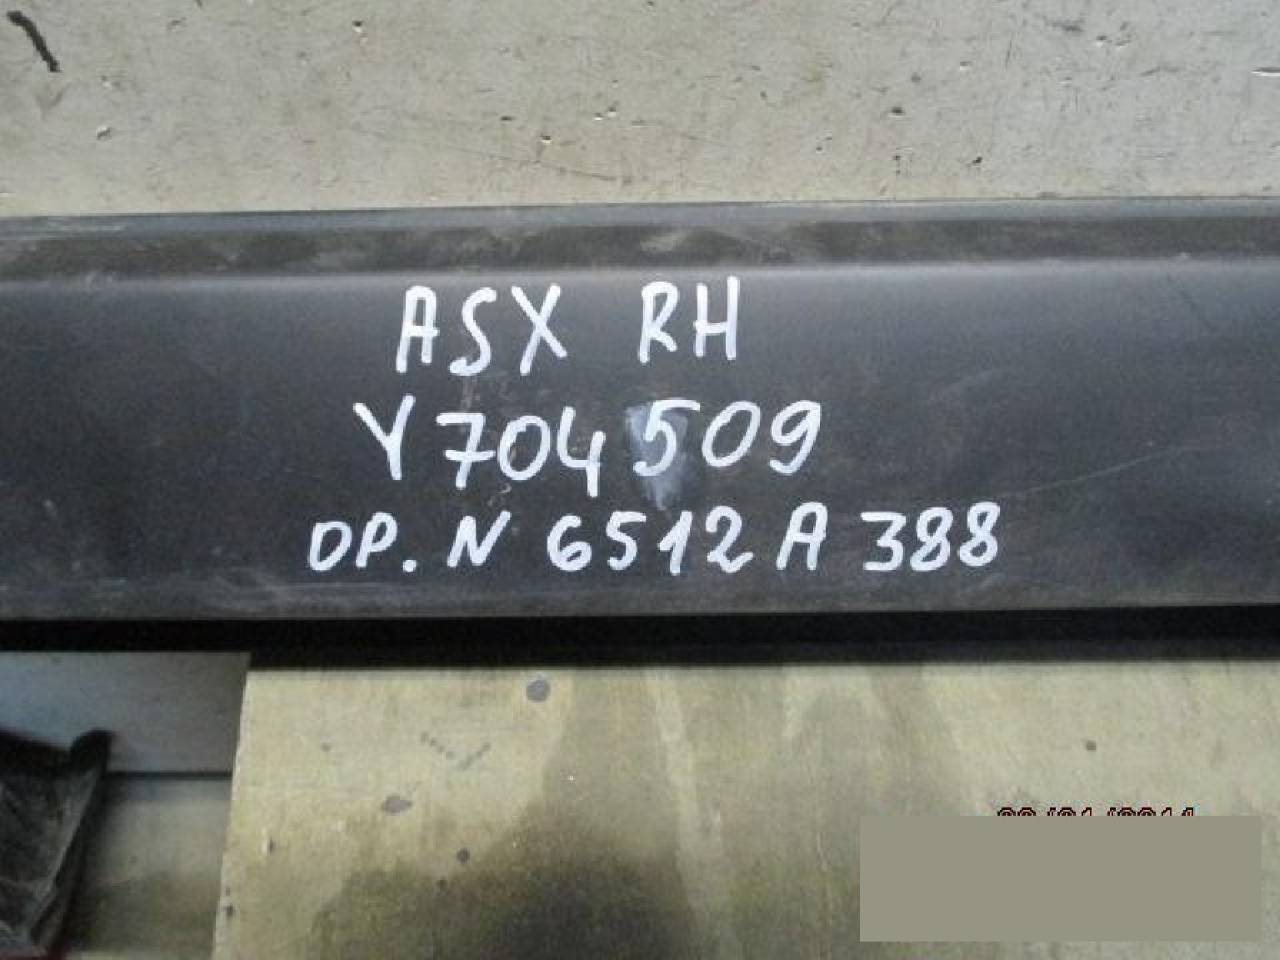 ASX RH
Y704509
OP. N 6512A388